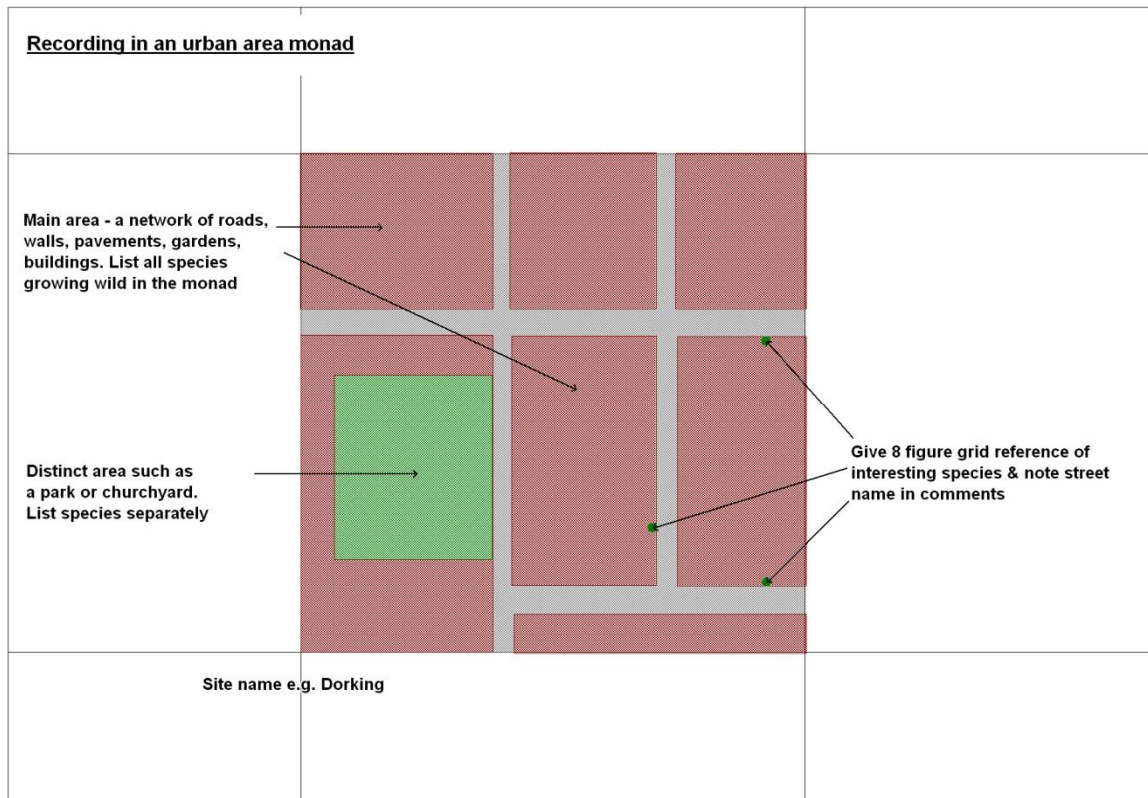 Recording in an urban area monad
Main area - a network of roads,
walls, pavements, gardens,
buildings. List all species
growing wild in the monad
Distinct area such as
a park or churchyard.
List species separately
Give 8 figure grid reference of
interesting species & note street
name in comments
Site name e.g. Dorking